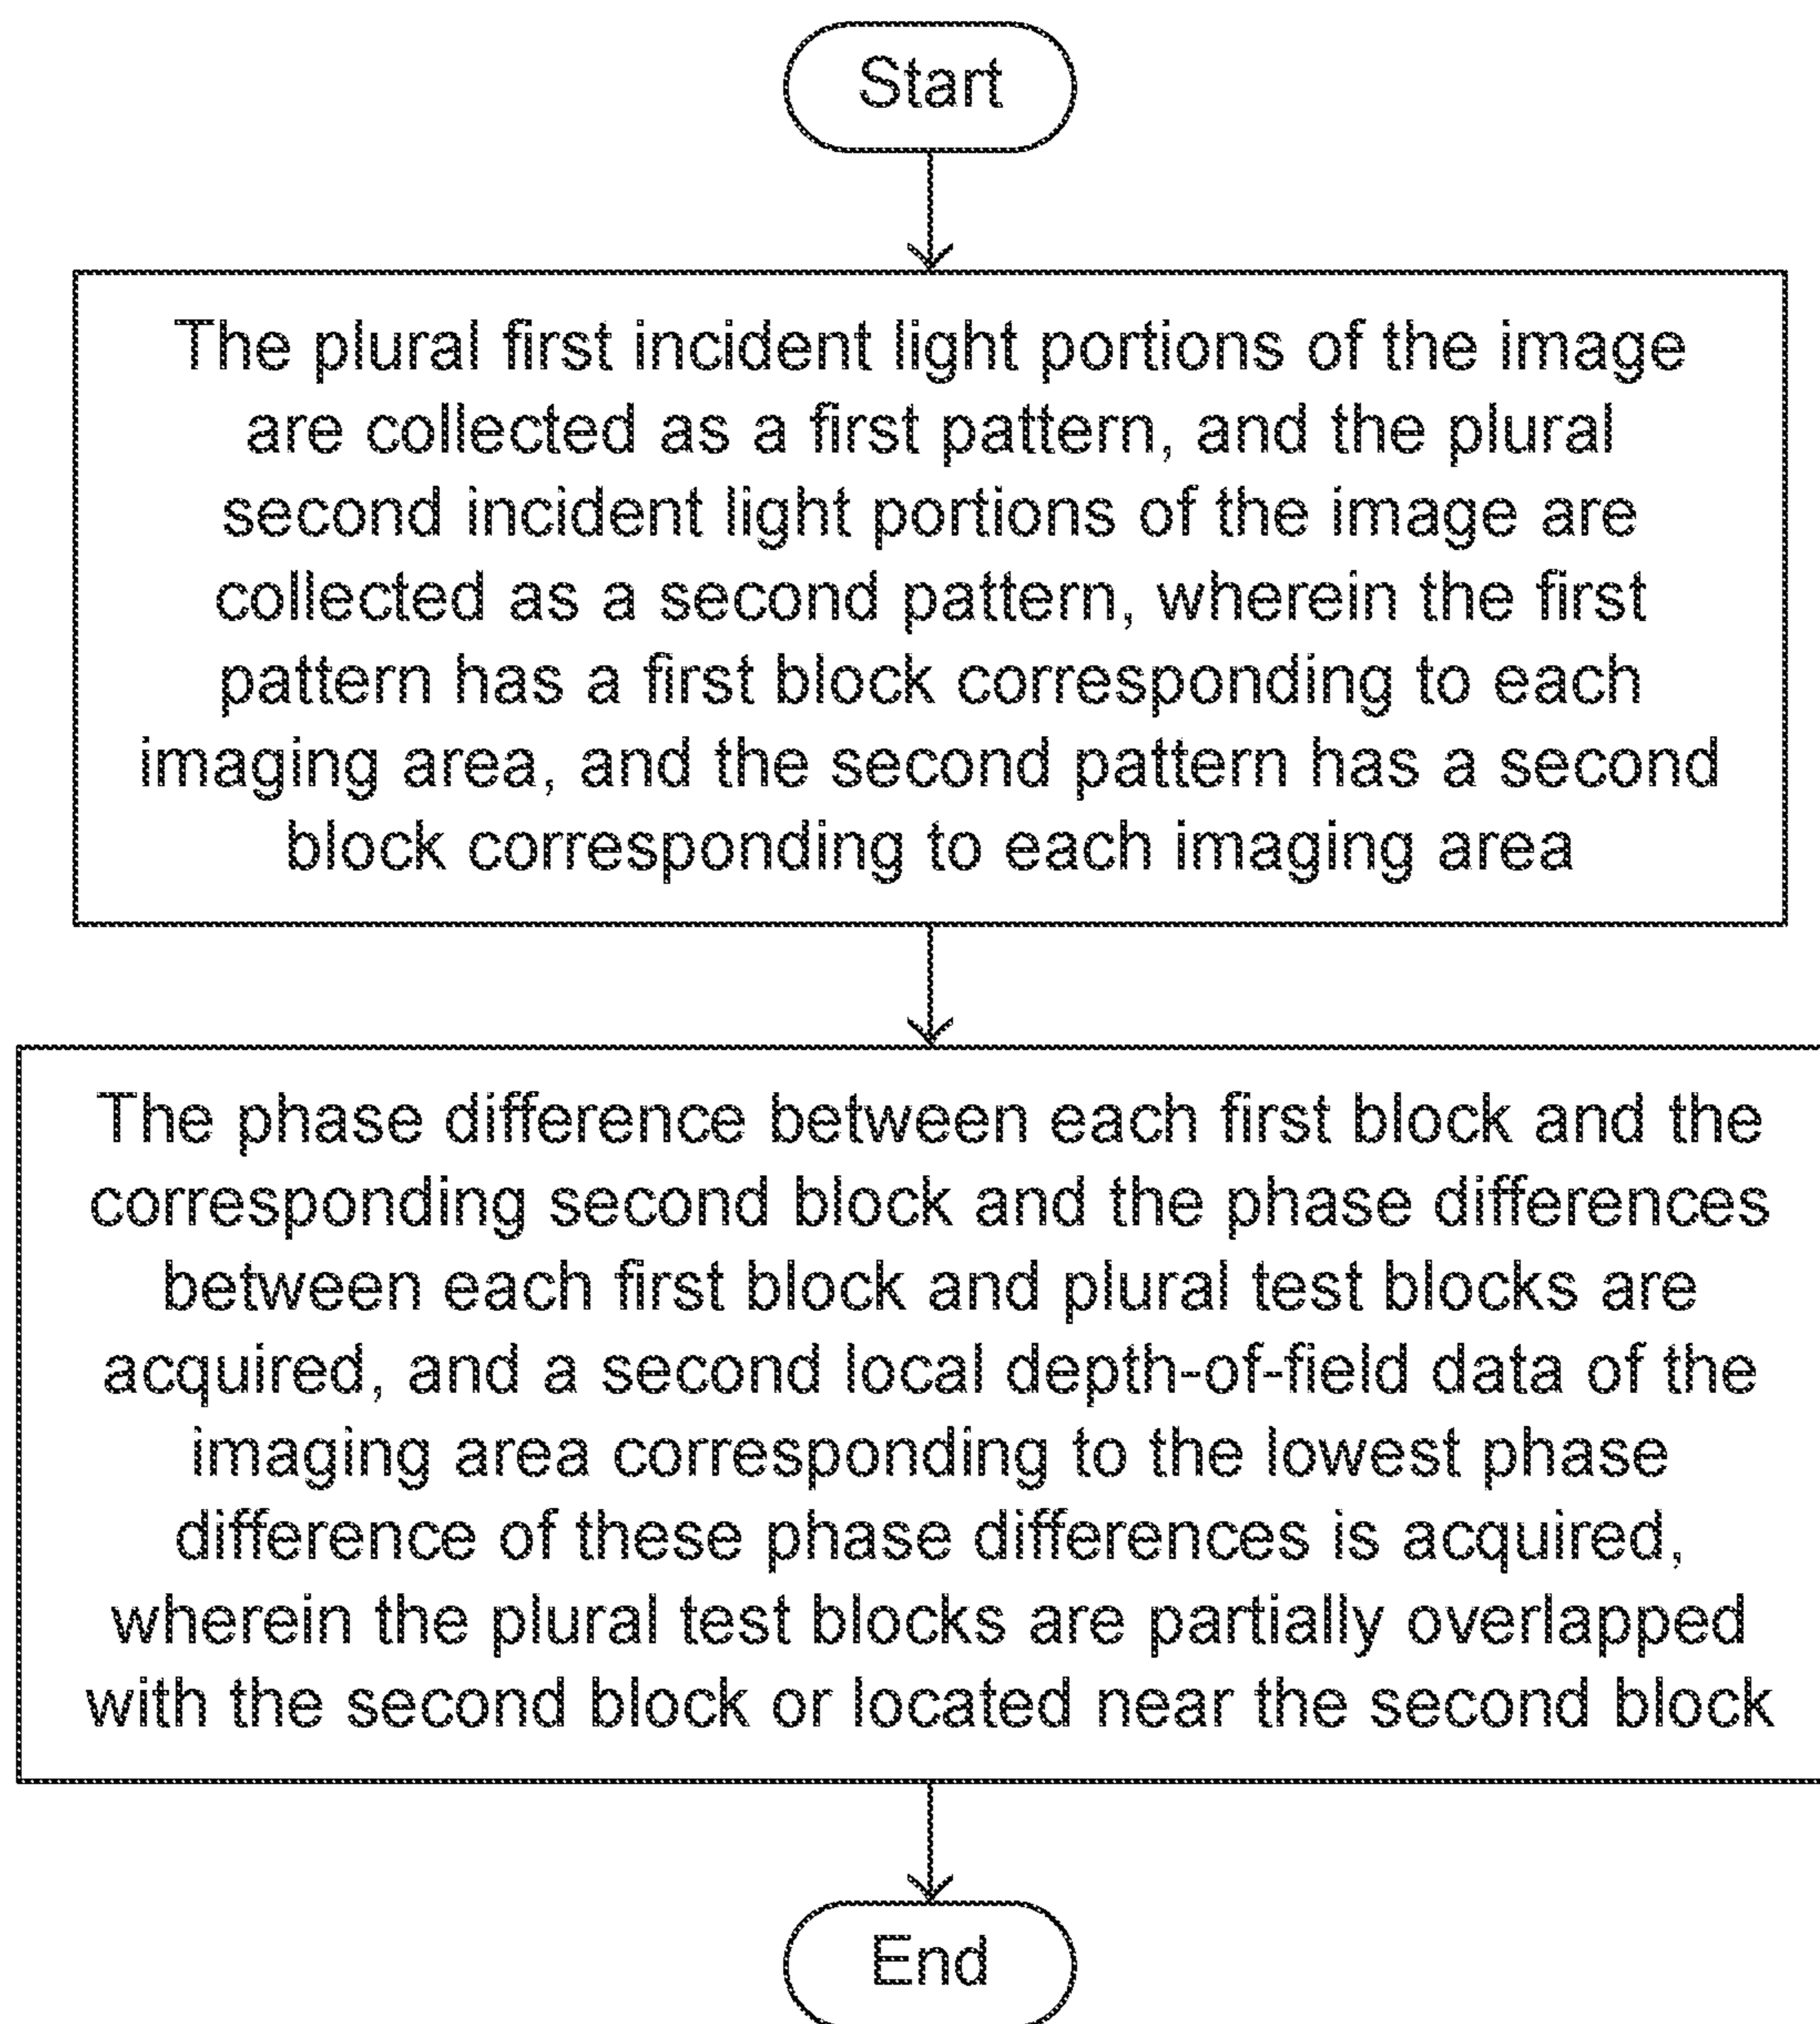 Start
The plural first incident light portions of the image
are collected as a first pattern, and the plural
second incident light portions of the image are
collected as a second pattern, wherein the first
pattern has a first block corresponding to each
imaging area, and the second pattern has a second
block corresponding to each imaging area
The phase difference between each first block and the
corresponding second block and the phase differences
between each first block and plural test blocks are
acquired, and a second local depth-of-field data of the
imaging area corresponding to the lowest phase
difference of these phase differences is acquired,
wherein the plural test blocks are partially overlapped
with the second block or located near the second block
End